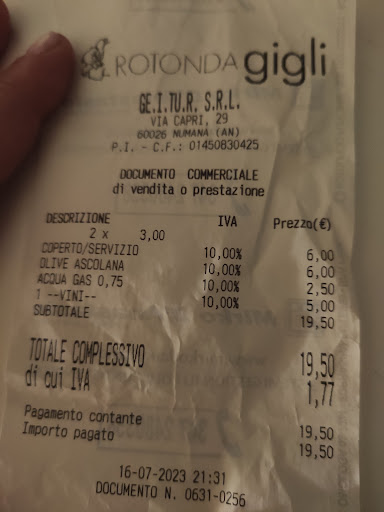 ROTONDA gigli
GE.I.TU.R. S.R.L.
VIA CAPRI, 29
60026 NUMANA (AN)
P.I. - C.F.: 01450830425
DOCUMENTO COMMERCIALE
di vendita o prestazione
DESCRIZIONE IVA Prezzo(€)
2 x 3,00
COPERTO/SERVIZIO 10,00% 6,00
OLIVE ASCOLANA 10,00% 6,00
ACQUA GAS 0,75 10,00% 2,50
1 --VINI-- 10,00% 5,00
SUBTOTALE 19,50
TOTALE COMPLESSIVO 19,50
di cui IVA 1,77
Pagamento contante 19,50
Importo pagato 19,50
16-07-2023 21:31
DOCUMENTO N. 0631-0256